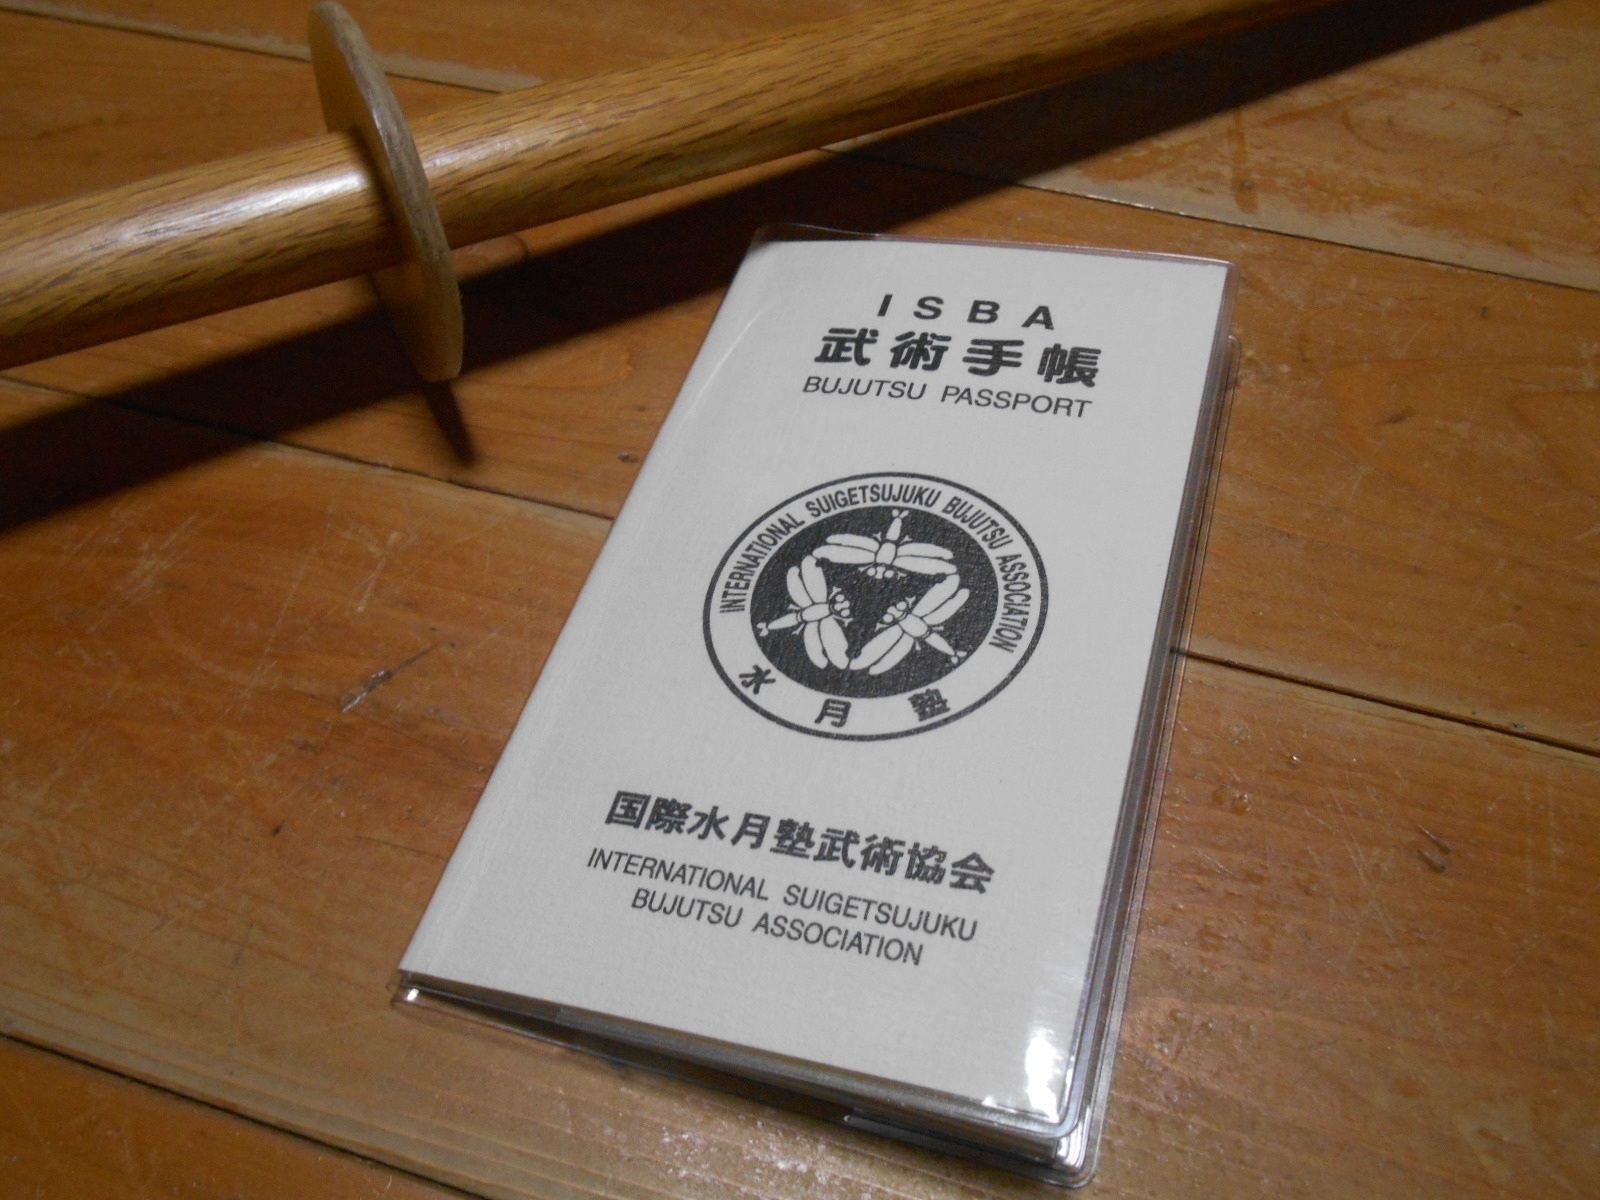 ISBA
武術手帳
BUJUTSU PASSPORT
INTERNATIONAL SUIGETSUJUKU BUJUTSU ASSOCIATION
水月塾
国際水月塾武術協会
INTERNATIONAL SUIGETSUJUKU
BUJUTSU ASSOCIATION